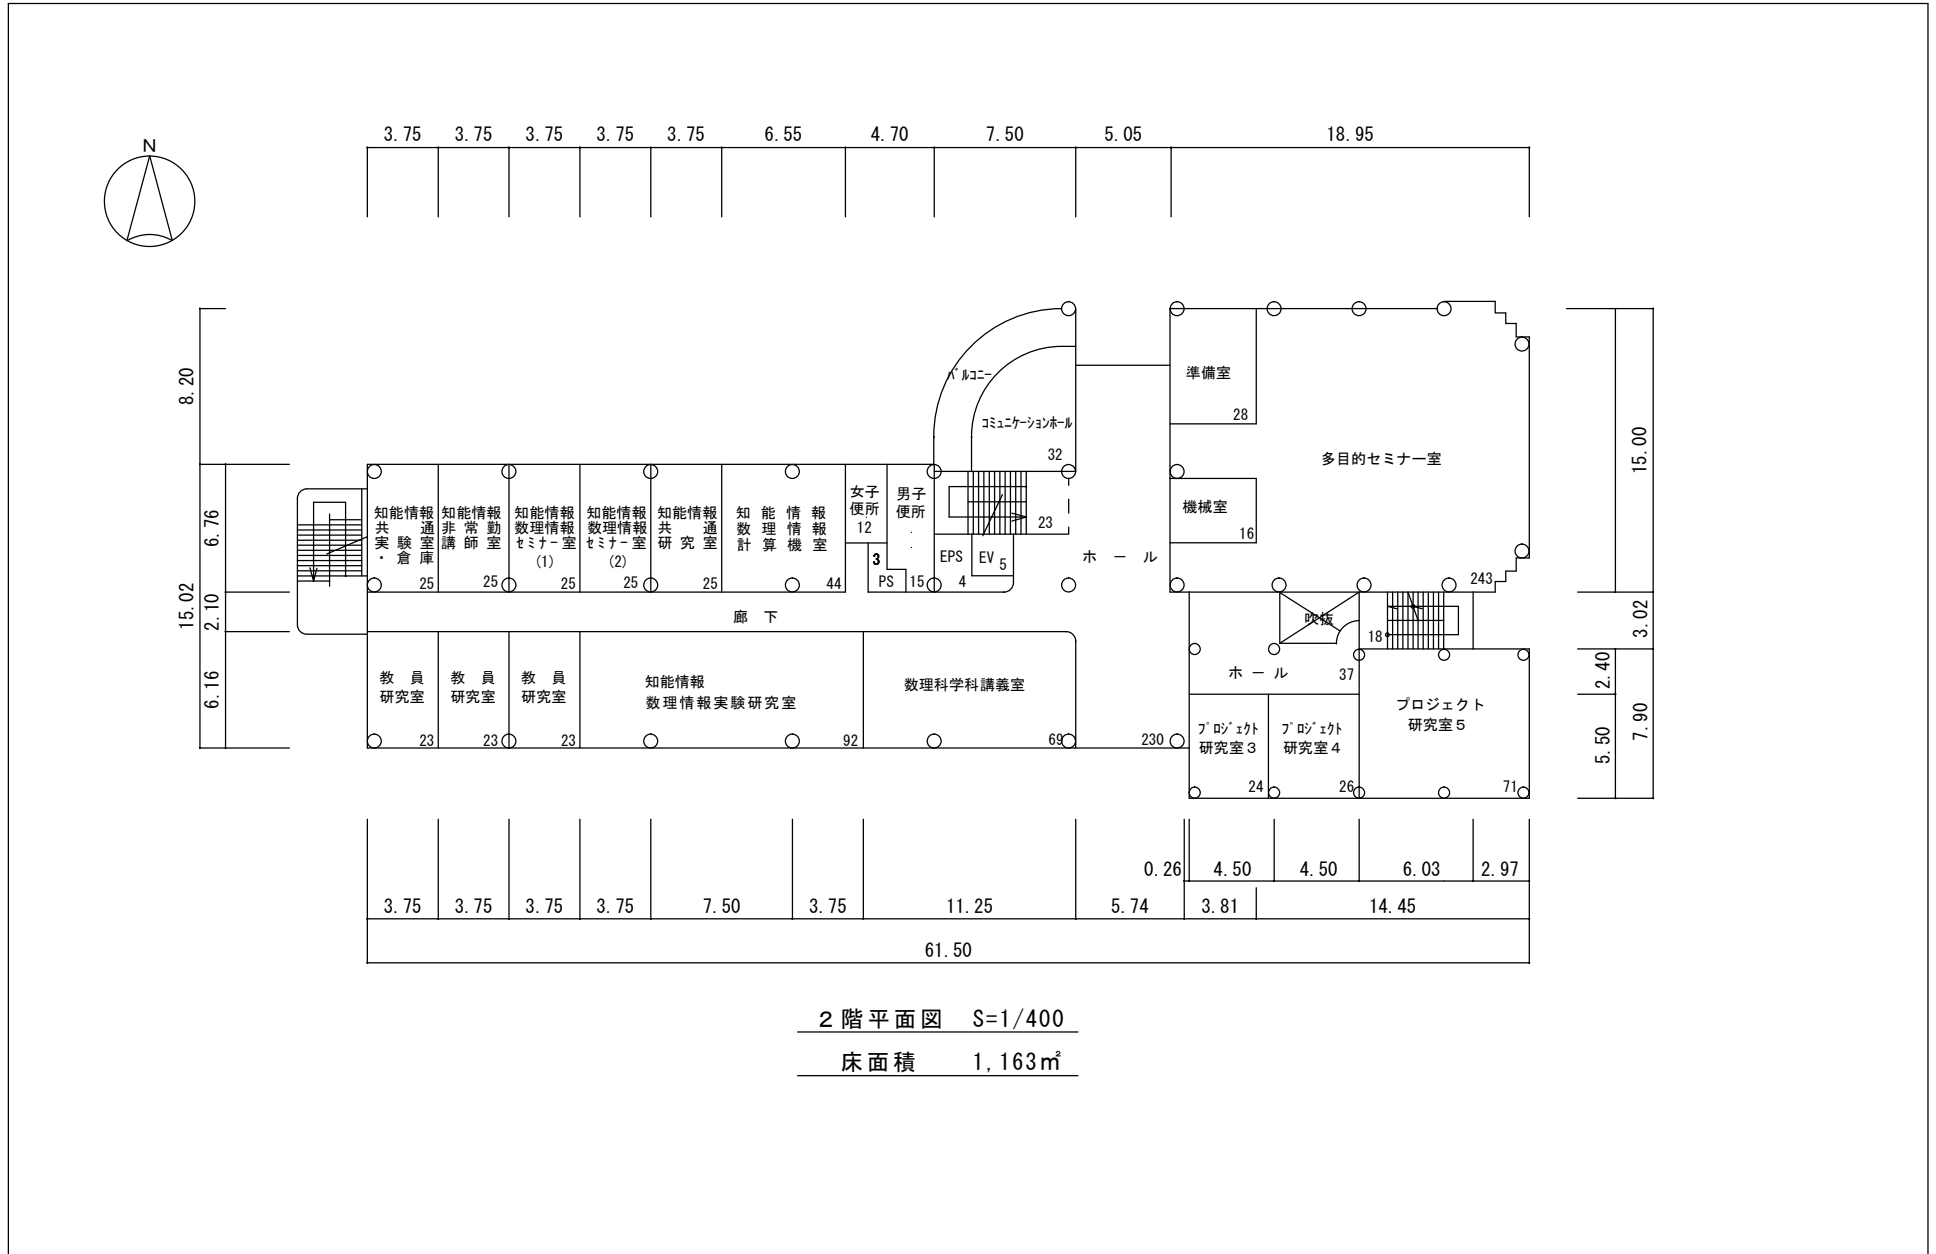 N
3.75 3.75 3.75 3.75 3.75 6.55 4.70 7.50 5.05 18.95
8.20
6.76
15.02
2.10
6.16
バルコニー
コミュニケーションホール
32
準備室
28
多目的セミナー室
243
機械室
16
知能情報
共通
実験室
・倉庫
25
知能情報
非常勤
講師室
25
知能情報
数理情報
セミナー室
(1)
25
知能情報
数理情報
セミナー室
(2)
25
知能情報
共通
研究室
25
知能情報
数理情報
計算機室
44
女子
便所
12
男子
便所
15
3
PS
EPS
4
EV
5
23
ホール
廊下
教員
研究室
23
教員
研究室
23
教員
研究室
23
知能情報
数理情報実験研究室
92
数理科学科講義室
69
230
吹抜
18
ホール
37
プロジェクト
研究室3
24
プロジェクト
研究室4
26
プロジェクト
研究室5
71
15.00
3.02
2.40
5.50
7.90
0.26 4.50 4.50 6.03 2.97
3.75 3.75 3.75 3.75 7.50 3.75 11.25 5.74 3.81 14.45
61.50
2階平面図 S=1/400
床面積 1,163㎡